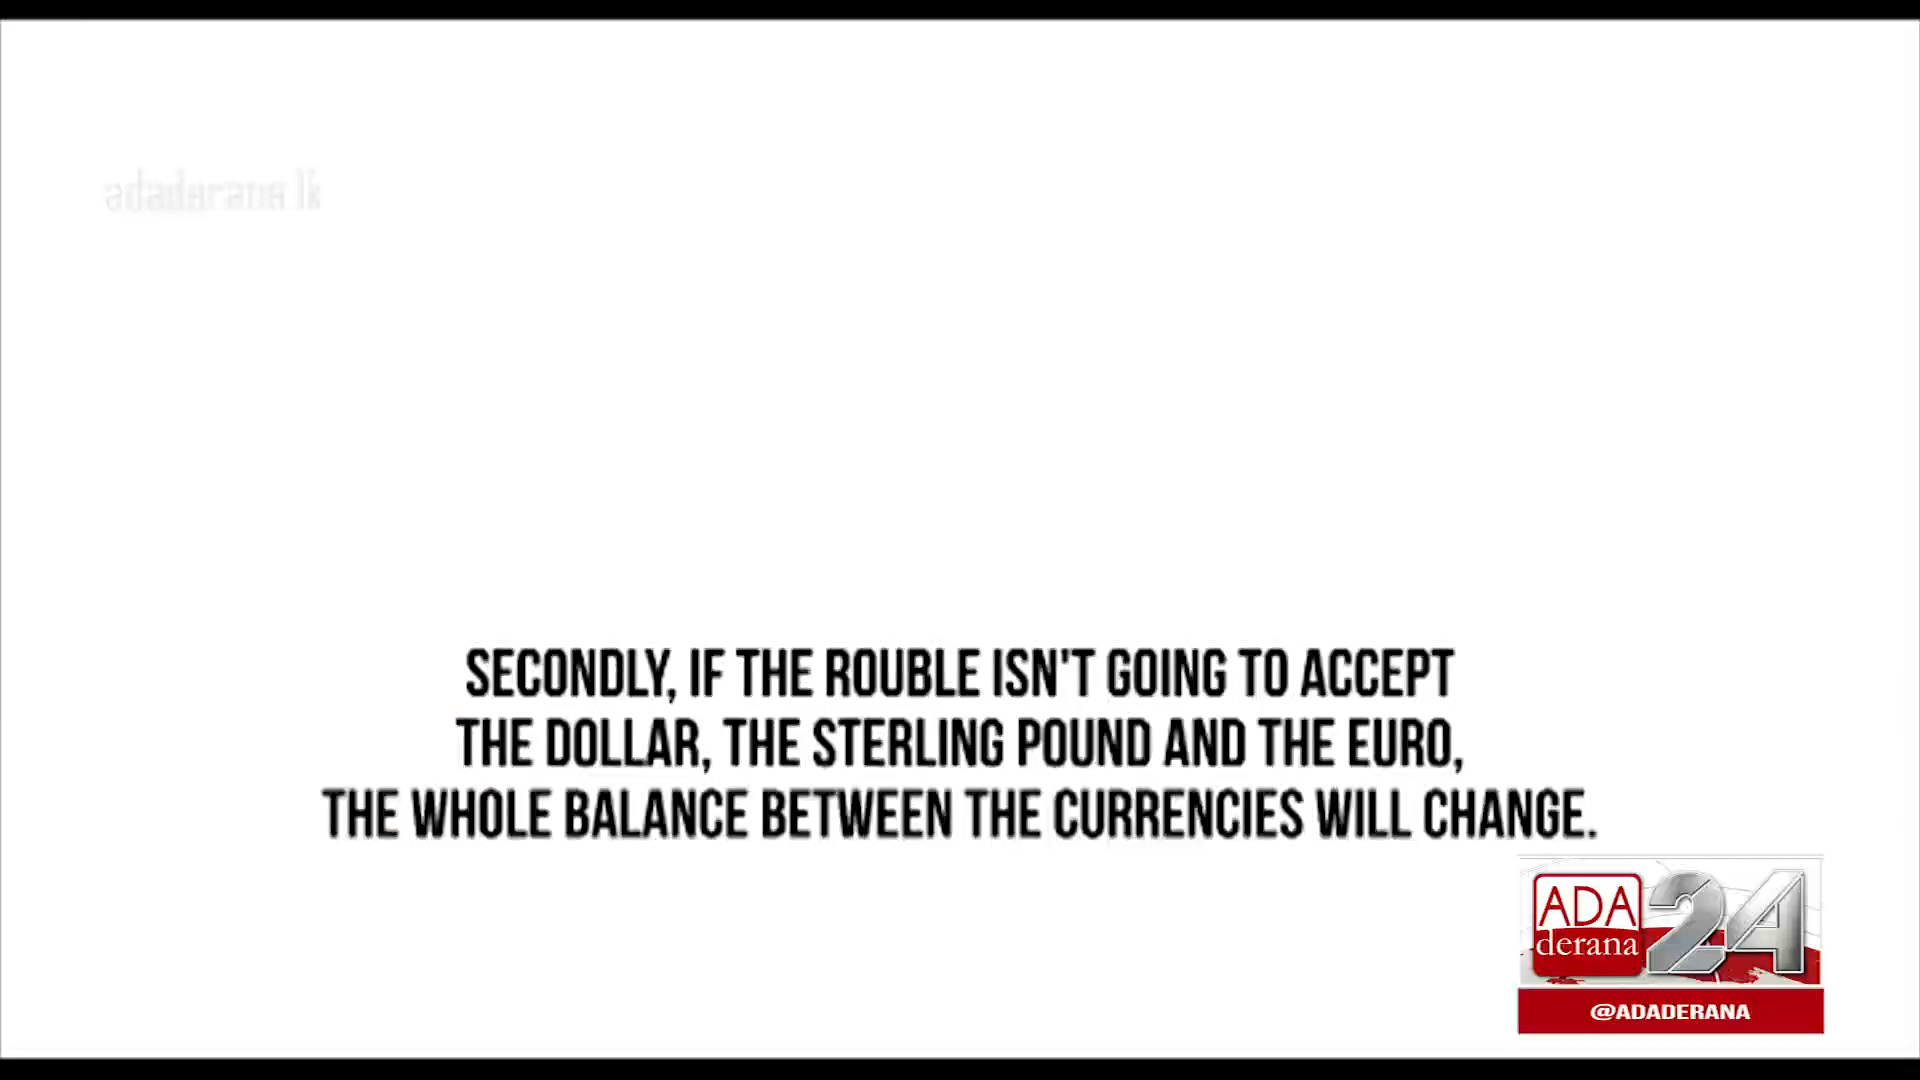 adaderana.lk
SECONDLY, IF THE ROUBLE ISN'T GOING TO ACCEPT
THE DOLLAR, THE STERLING POUND AND THE EURO,
THE WHOLE BALANCE BETWEEN THE CURRENCIES WILL CHANGE.
ADA
derana
24
@ADADERANA